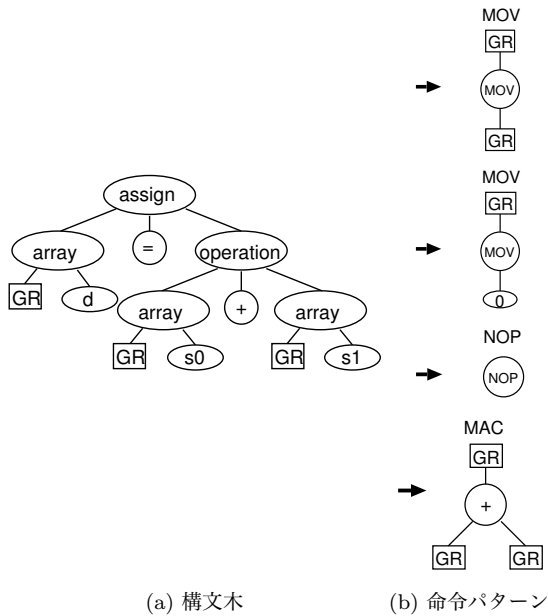 MOV
GR
MOV
GR
MOV
GR
MOV
0
assign
array
=
operation
GR
d
array
+
array
GR
s0
GR
s1
NOP
NOP
MAC
GR
+
GR
GR
(a) 構文木
(b) 命令パターン